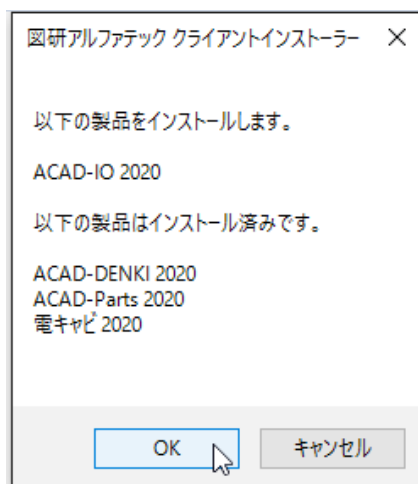 図研アルファテック クライアントインストーラー
以下の製品をインストールします。
ACAD-IO 2020
以下の製品はインストール済みです。
ACAD-DENKI 2020
ACAD-Parts 2020
電キャビ 2020
OK
キャンセル